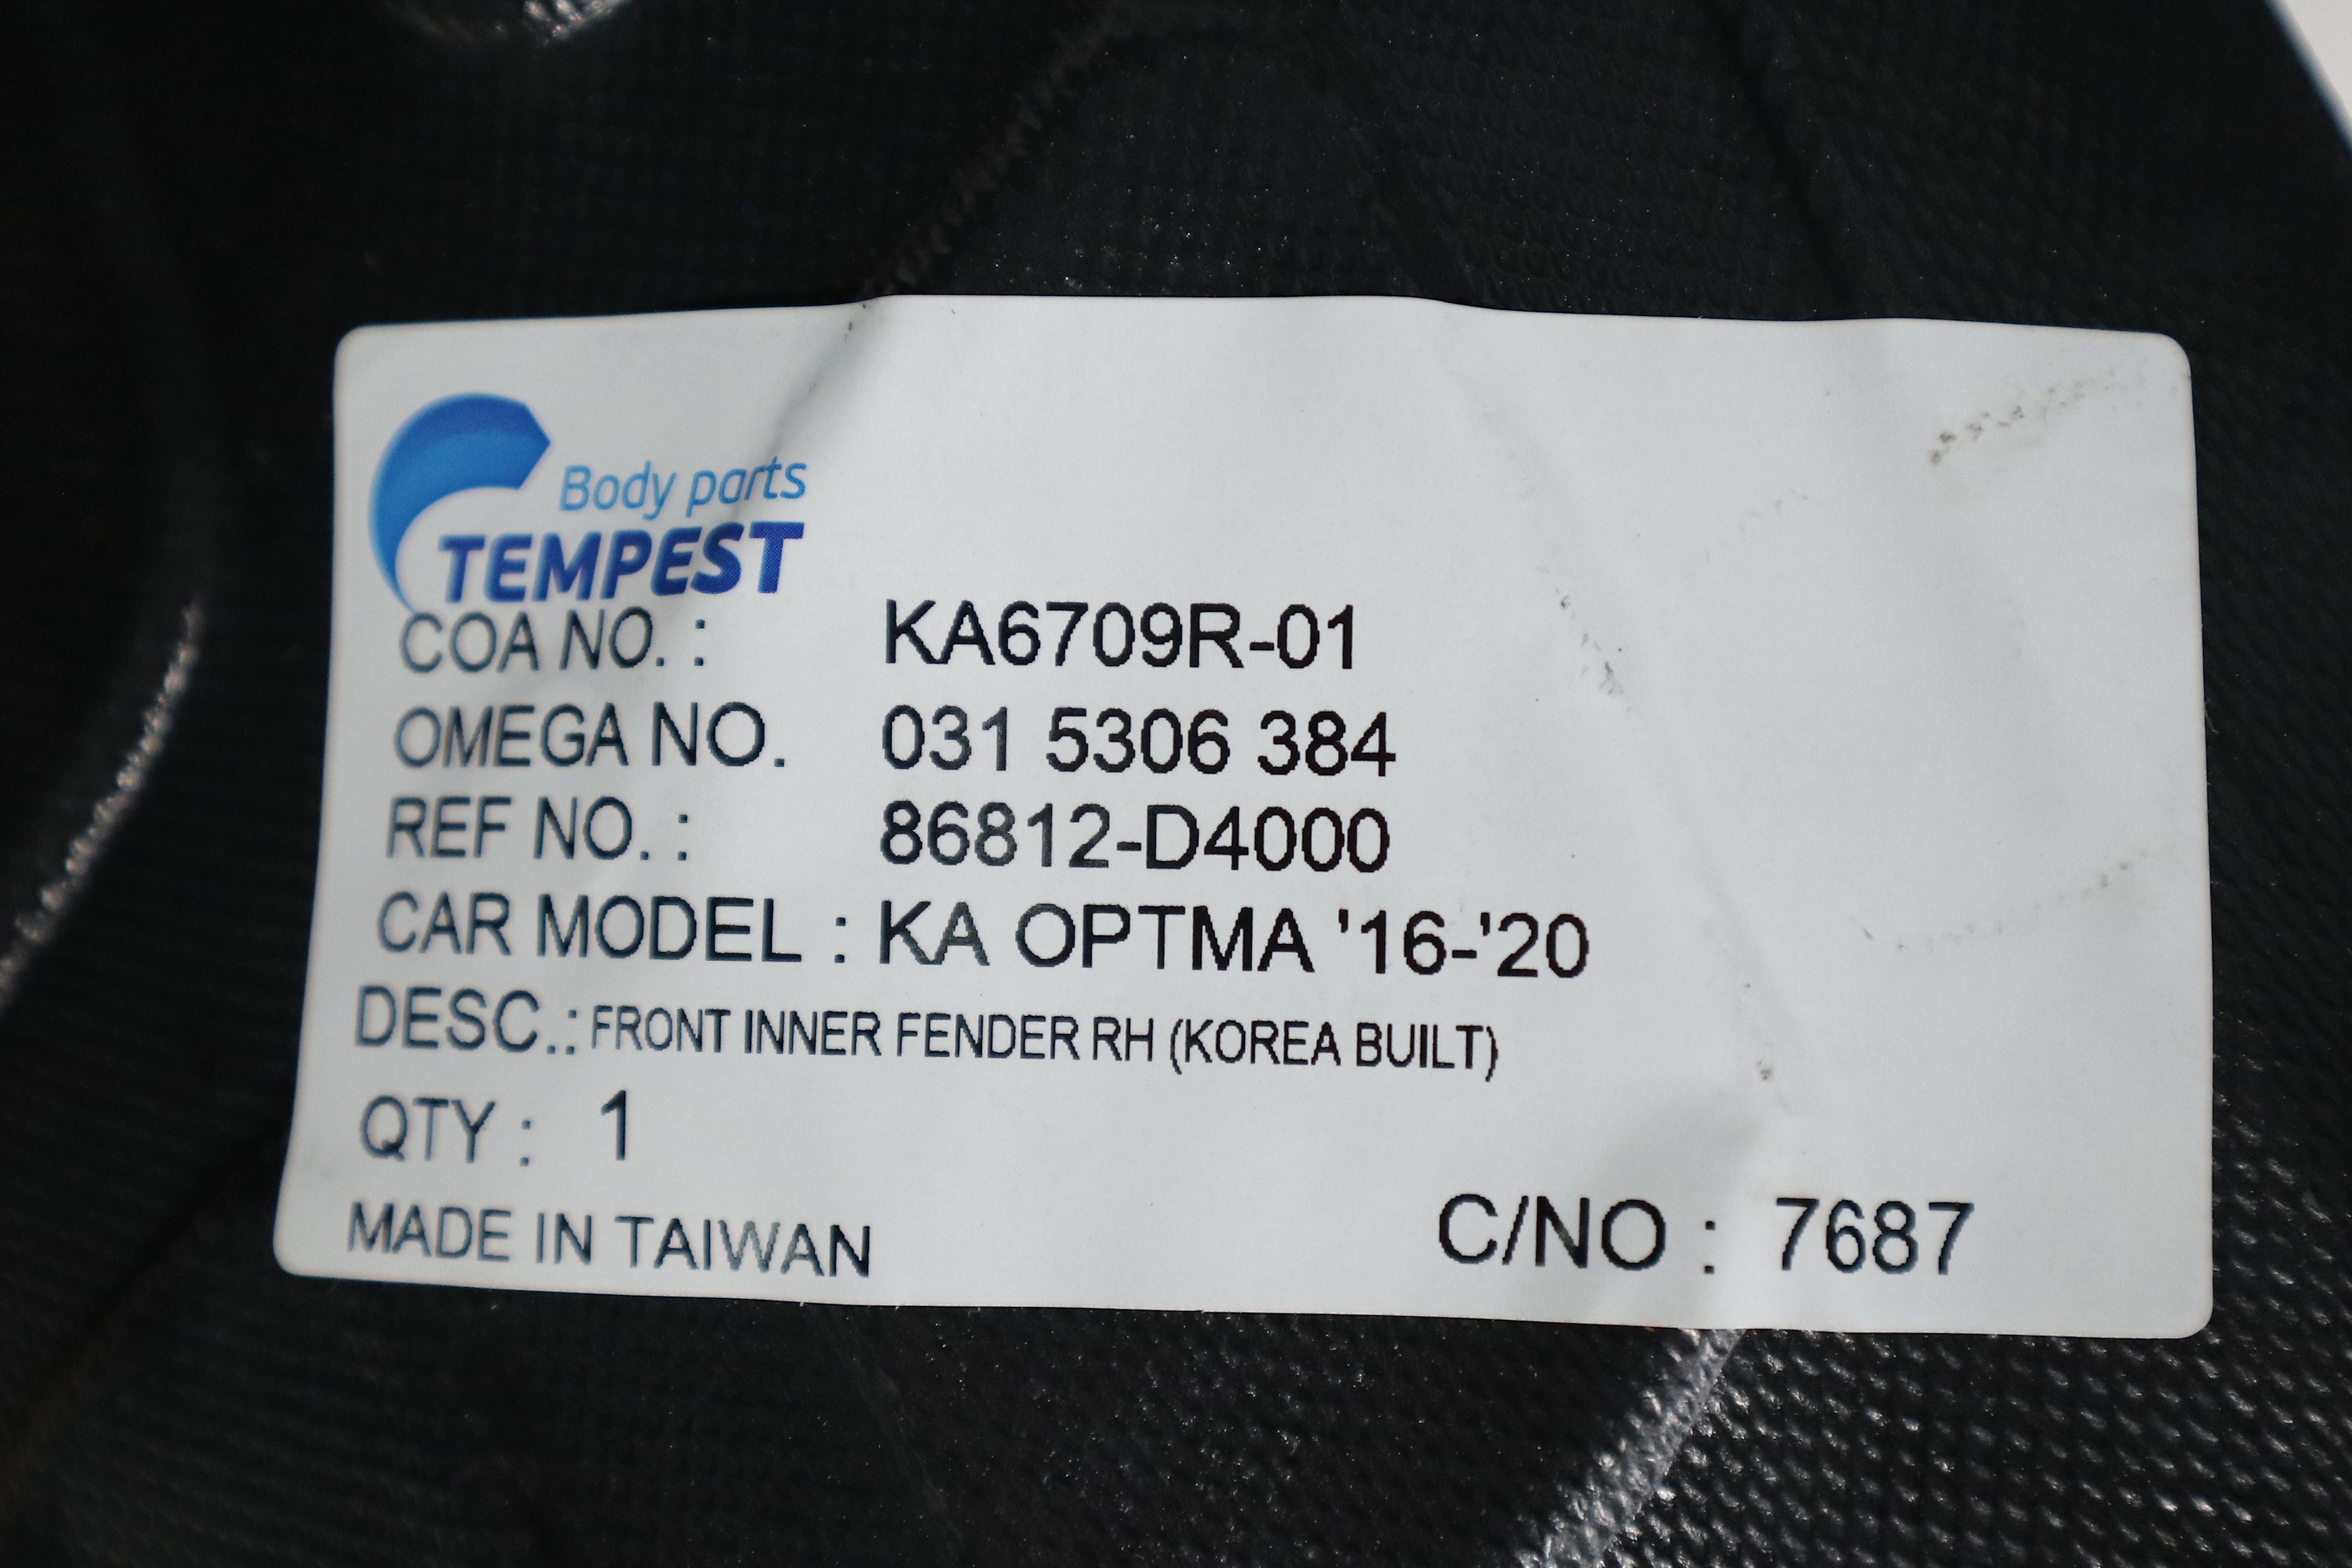 Body parts
TEMPEST
COA NO. : KA6709R-01
OMEGA NO. 031 5306 384
REF NO. : 86812-D4000
CAR MODEL : KA OPTMA '16-'20
DESC.: FRONT INNER FENDER RH (KOREA BUILT)
QTY : 1
MADE IN TAIWAN C/NO : 7687